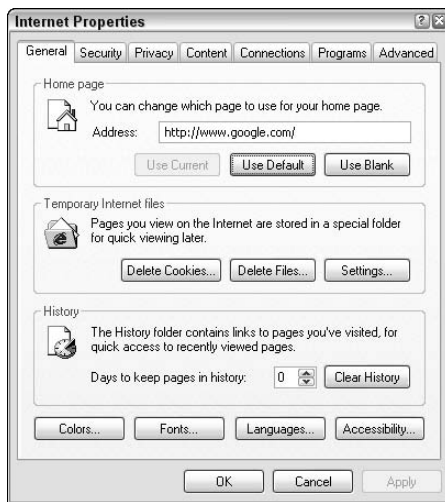 Internet Properties
General Security Privacy Content Connections Programs Advanced
Home page
You can change which page to use for your home page.
Address: http://www.google.com/
Use Current Use Default Use Blank
Temporary Internet files
Pages you view on the Internet are stored in a special folder
for quick viewing later.
Delete Cookies... Delete Files... Settings...
History
The History folder contains links to pages you've visited, for
quick access to recently viewed pages.
Days to keep pages in history: 0 Clear History
Colors... Fonts... Languages... Accessibility...
OK Cancel Apply